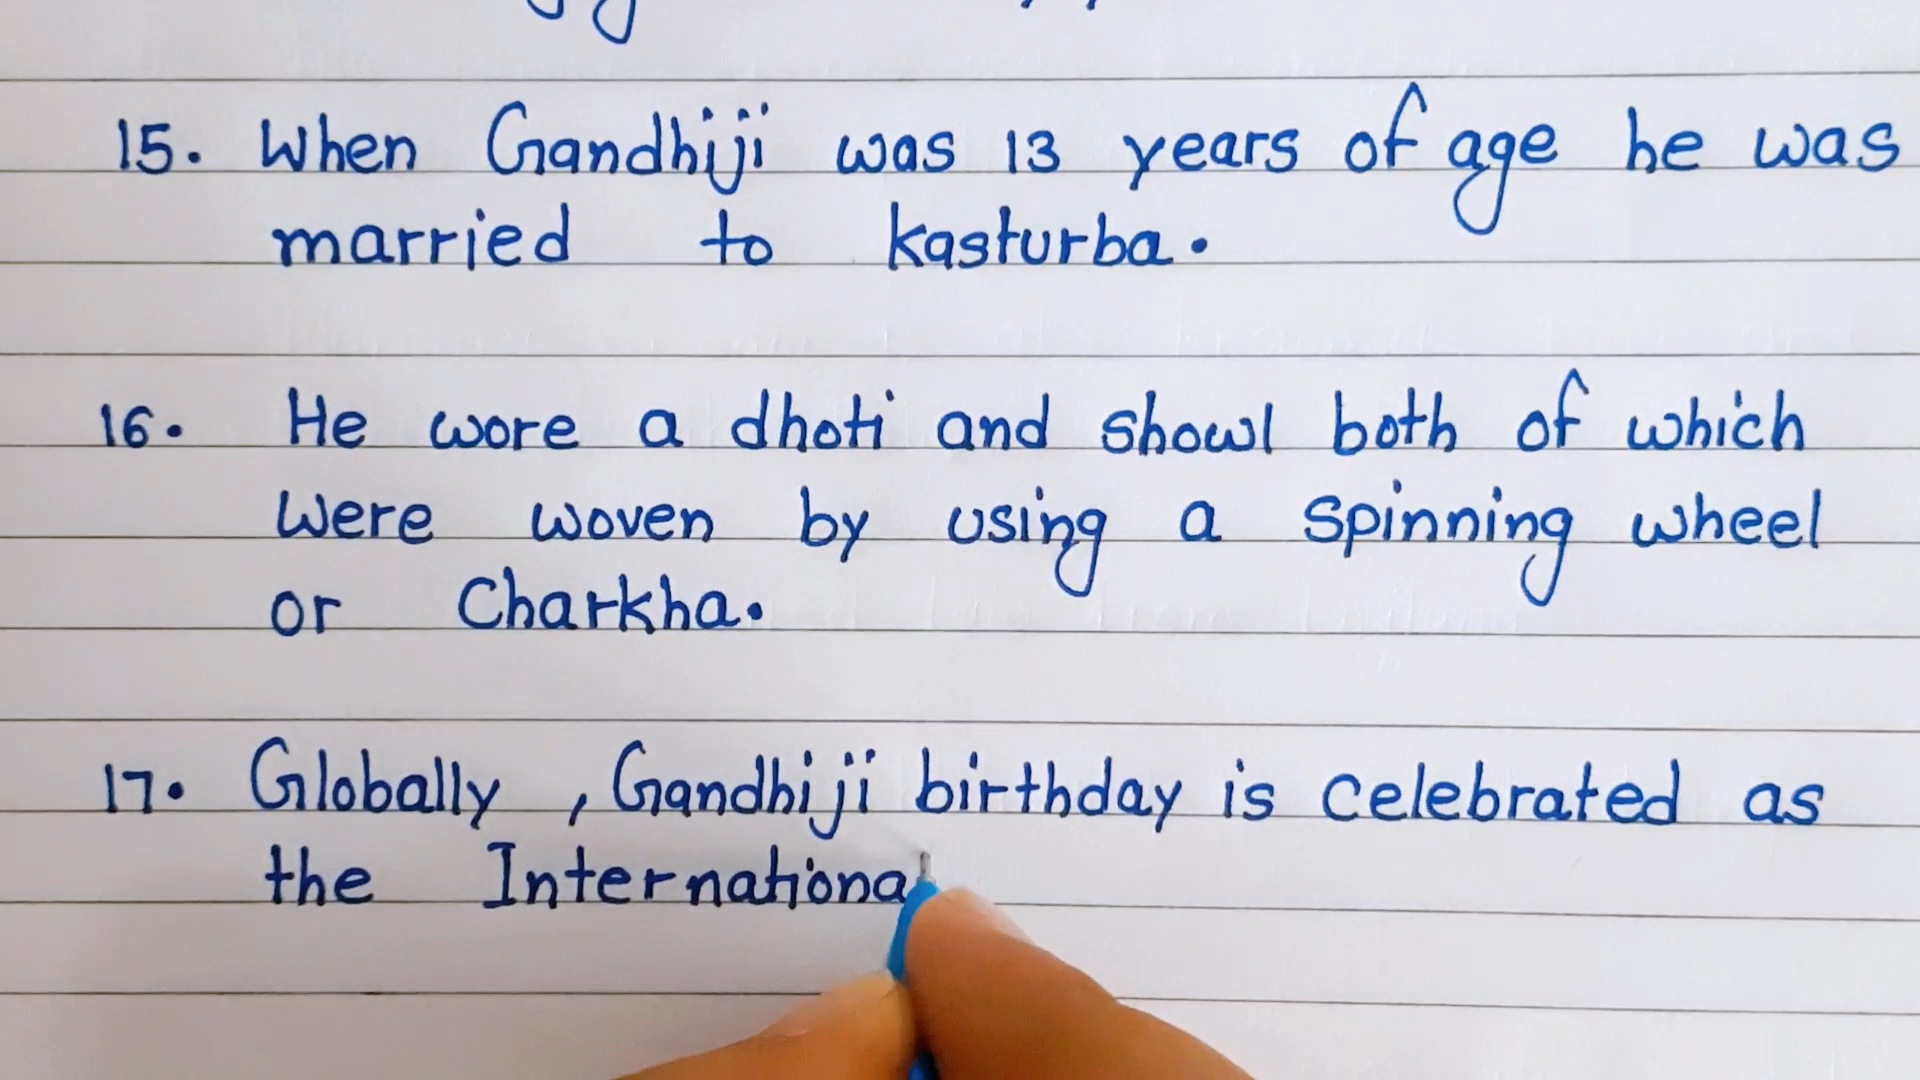 15. When Gandhiji was 13 years of age he was
married to kasturba.
16. He wore a dhoti and showl both of which
were woven by using a spinning wheel
or Charkha.
17. Globally, Gandhiji birthday is celebrated as
the Internationa